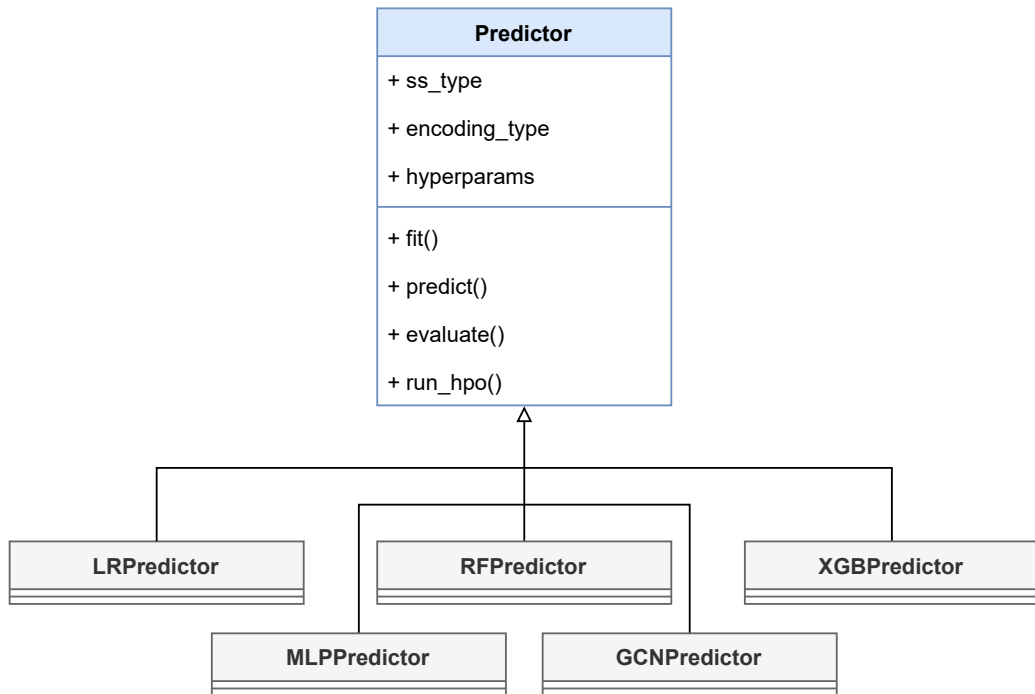 Predictor
+ ss_type
+ encoding_type
+ hyperparams
+ fit()
+ predict()
+ evaluate()
+ run_hpo()
LRPredictor
RFPredictor
XGBPredictor
MLPPredictor
GCNPredictor